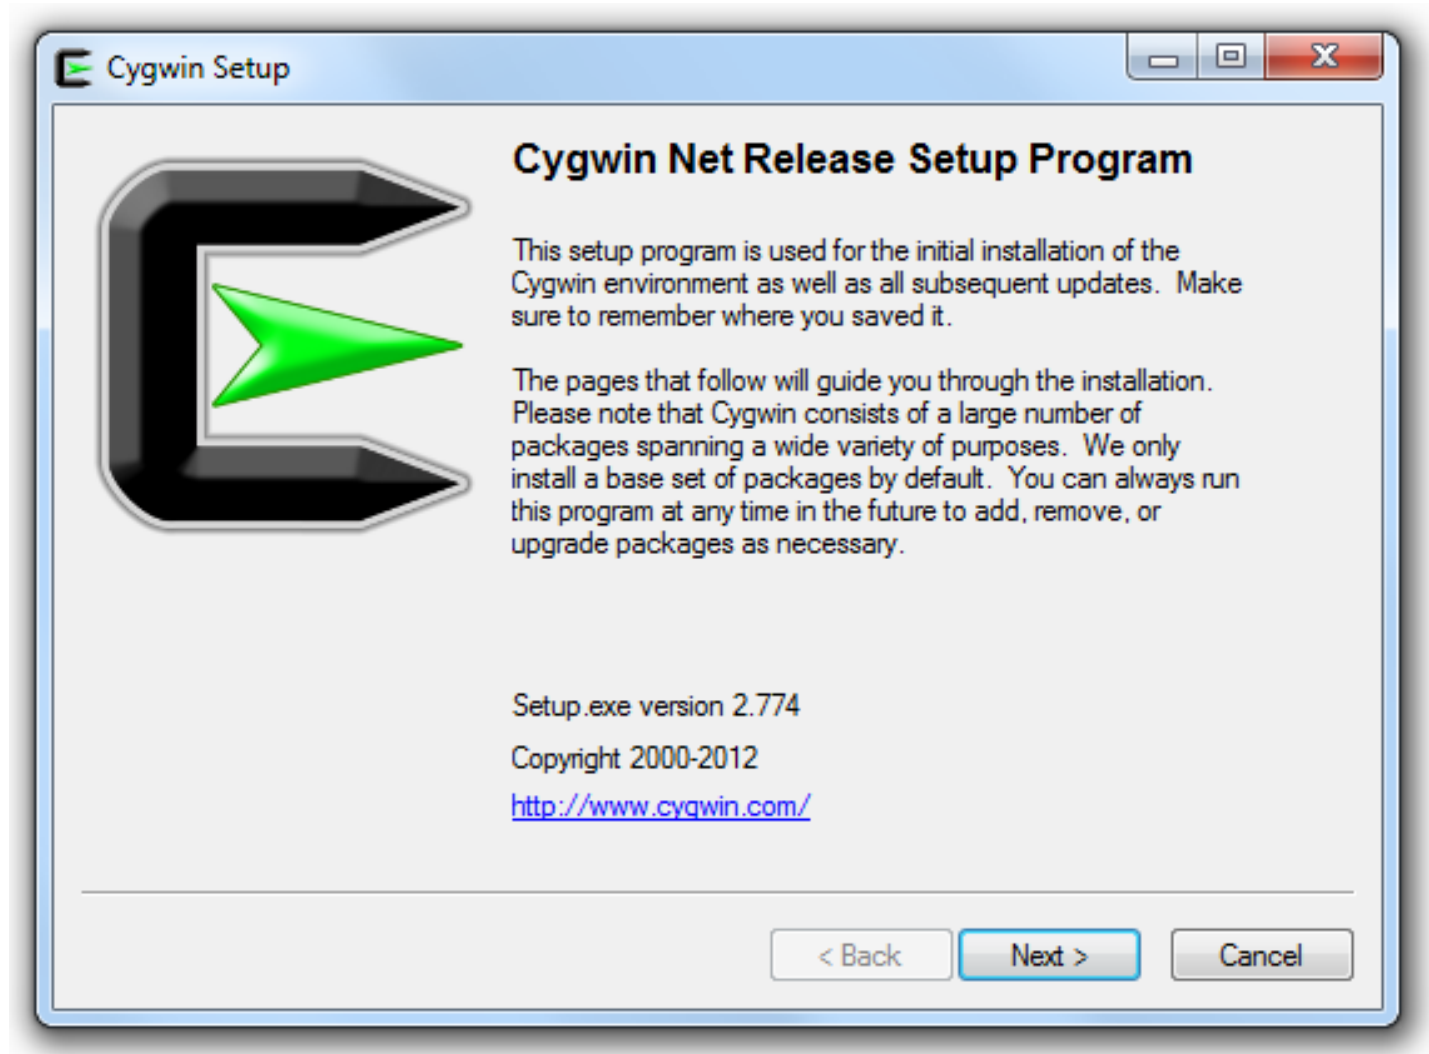 Cygwin Setup
Cygwin Net Release Setup Program
This setup program is used for the initial installation of the
Cygwin environment as well as all subsequent updates.  Make
sure to remember where you saved it.
The pages that follow will guide you through the installation.
Please note that Cygwin consists of a large number of
packages spanning a wide variety of purposes.  We only
install a base set of packages by default.  You can always run
this program at any time in the future to add, remove, or
upgrade packages as necessary.
Setup.exe version 2.774
Copyright 2000-2012
http://www.cygwin.com/
< Back Next > Cancel